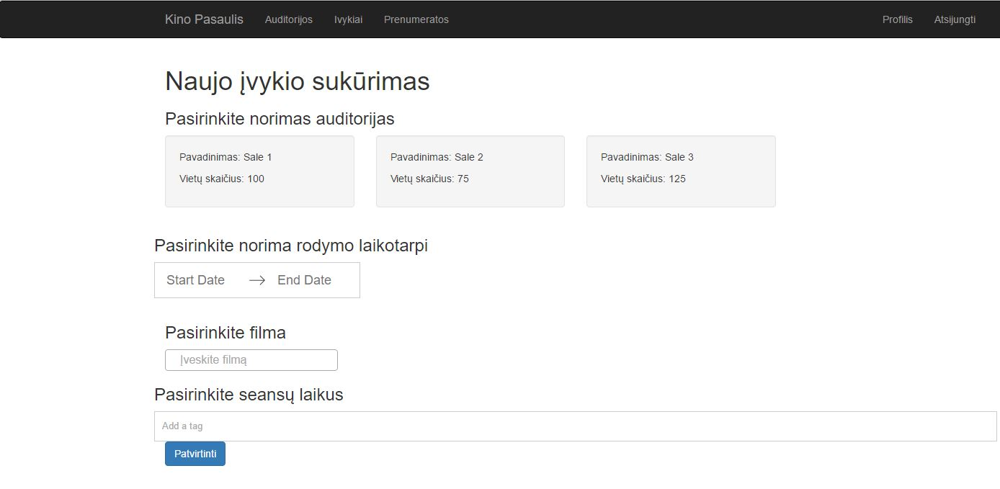 Kino Pasaulis Auditorijos Ivykiai Prenumeratos Profilis Atsijungti
Naujo įvykio sukūrimas
Pasirinkite norimas auditorijas
Pavadinimas: Sale 1
Vietų skaičius: 100
Pavadinimas: Sale 2
Vietų skaičius: 75
Pavadinimas: Sale 3
Vietų skaičius: 125
Pasirinkite norima rodymo laikotarpi
Start Date → End Date
Pasirinkite filma
Įveskite filmą
Pasirinkite seansų laikus
Add a tag
Patvirtinti